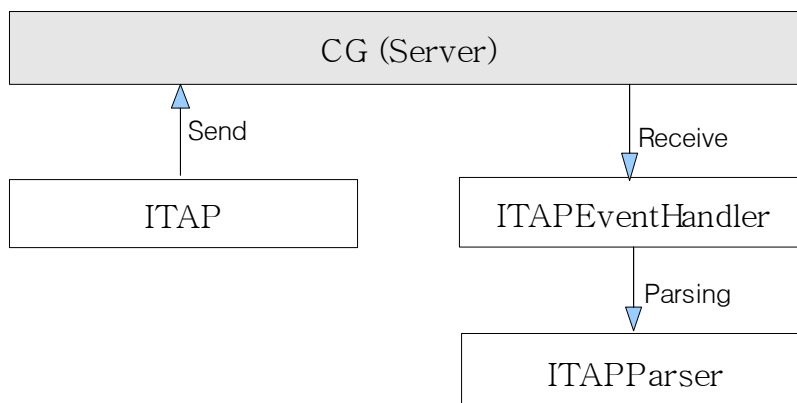 CG (Server)
Send
Receive
ITAP
ITAPEventHandler
Parsing
ITAPParser